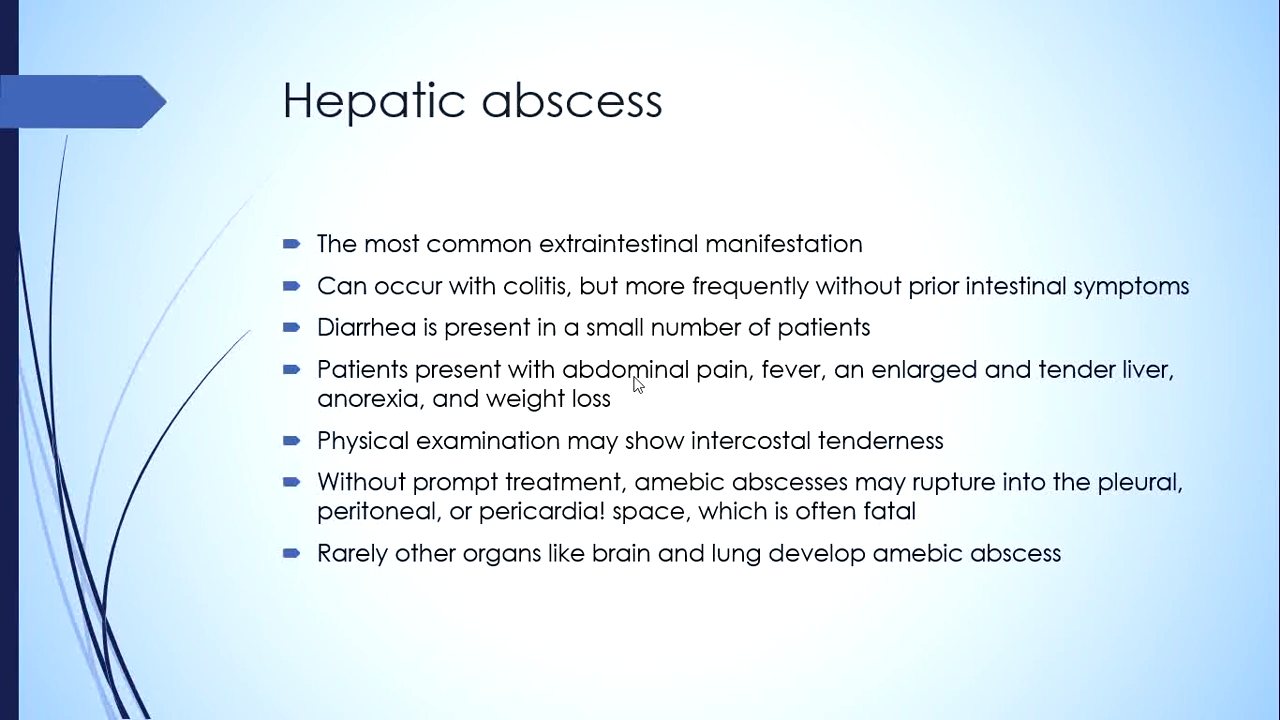 Hepatic abscess
The most common extraintestinal manifestation
Can occur with colitis, but more frequently without prior intestinal symptoms
Diarrhea is present in a small number of patients
Patients present with abdominal pain, fever, an enlarged and tender liver,
anorexia, and weight loss
Physical examination may show intercostal tenderness
Without prompt treatment, amebic abscesses may rupture into the pleural,
peritoneal, or pericardia! space, which is often fatal
Rarely other organs like brain and lung develop amebic abscess